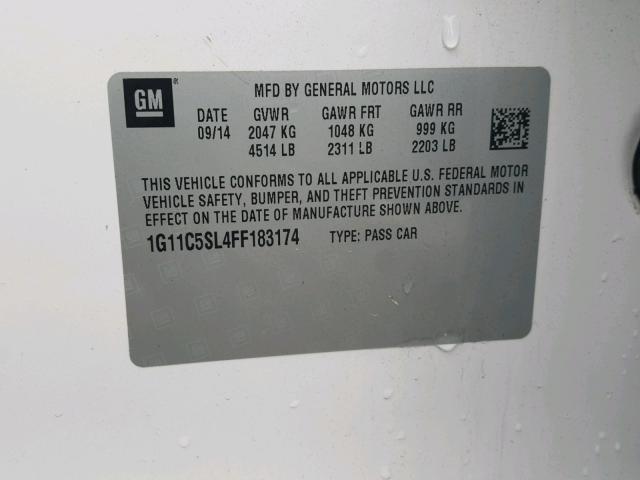 GM
MFD BY GENERAL MOTORS LLC
DATE GVWR GAWR FRT GAWR RR
09/14 2047 KG 1048 KG 999 KG
4514 LB 2311 LB 2203 LB
THIS VEHICLE CONFORMS TO ALL APPLICABLE U.S. FEDERAL MOTOR
VEHICLE SAFETY, BUMPER, AND THEFT PREVENTION STANDARDS IN
EFFECT ON THE DATE OF MANUFACTURE SHOWN ABOVE.
1G11C5SL4FF183174 TYPE: PASS CAR